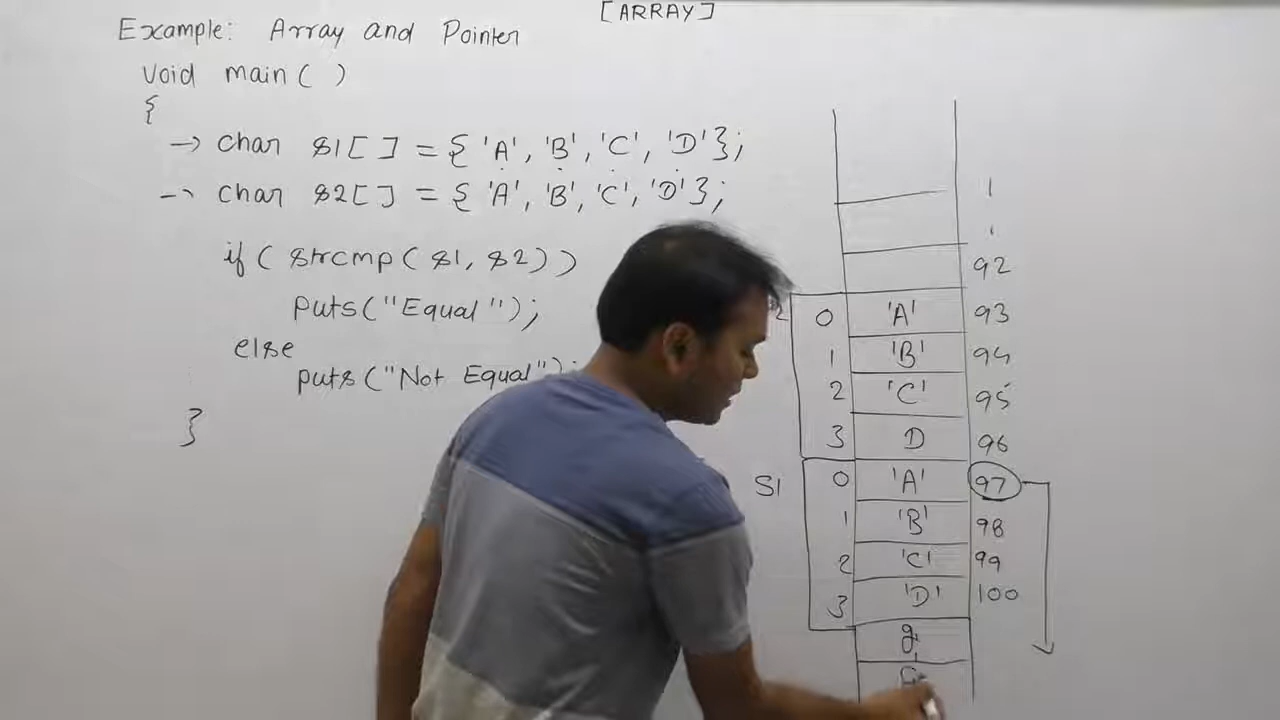 [ARRAY]
Example: Array and Pointer
void main( )
{
→ char s1[ ] = { 'A', 'B', 'C', 'D' };
→ char s2[ ] = { 'A', 'B', 'C', 'D' };
if ( strcmp ( s1, s2 ) )
puts ("Equal");
else
puts ("Not Equal");
}
92
0 'A' 93
1 'B' 94
2 'C' 95
3 D 96
S1 0 'A' 97
1 'B' 98
2 'C' 99
3 'D' 100
g